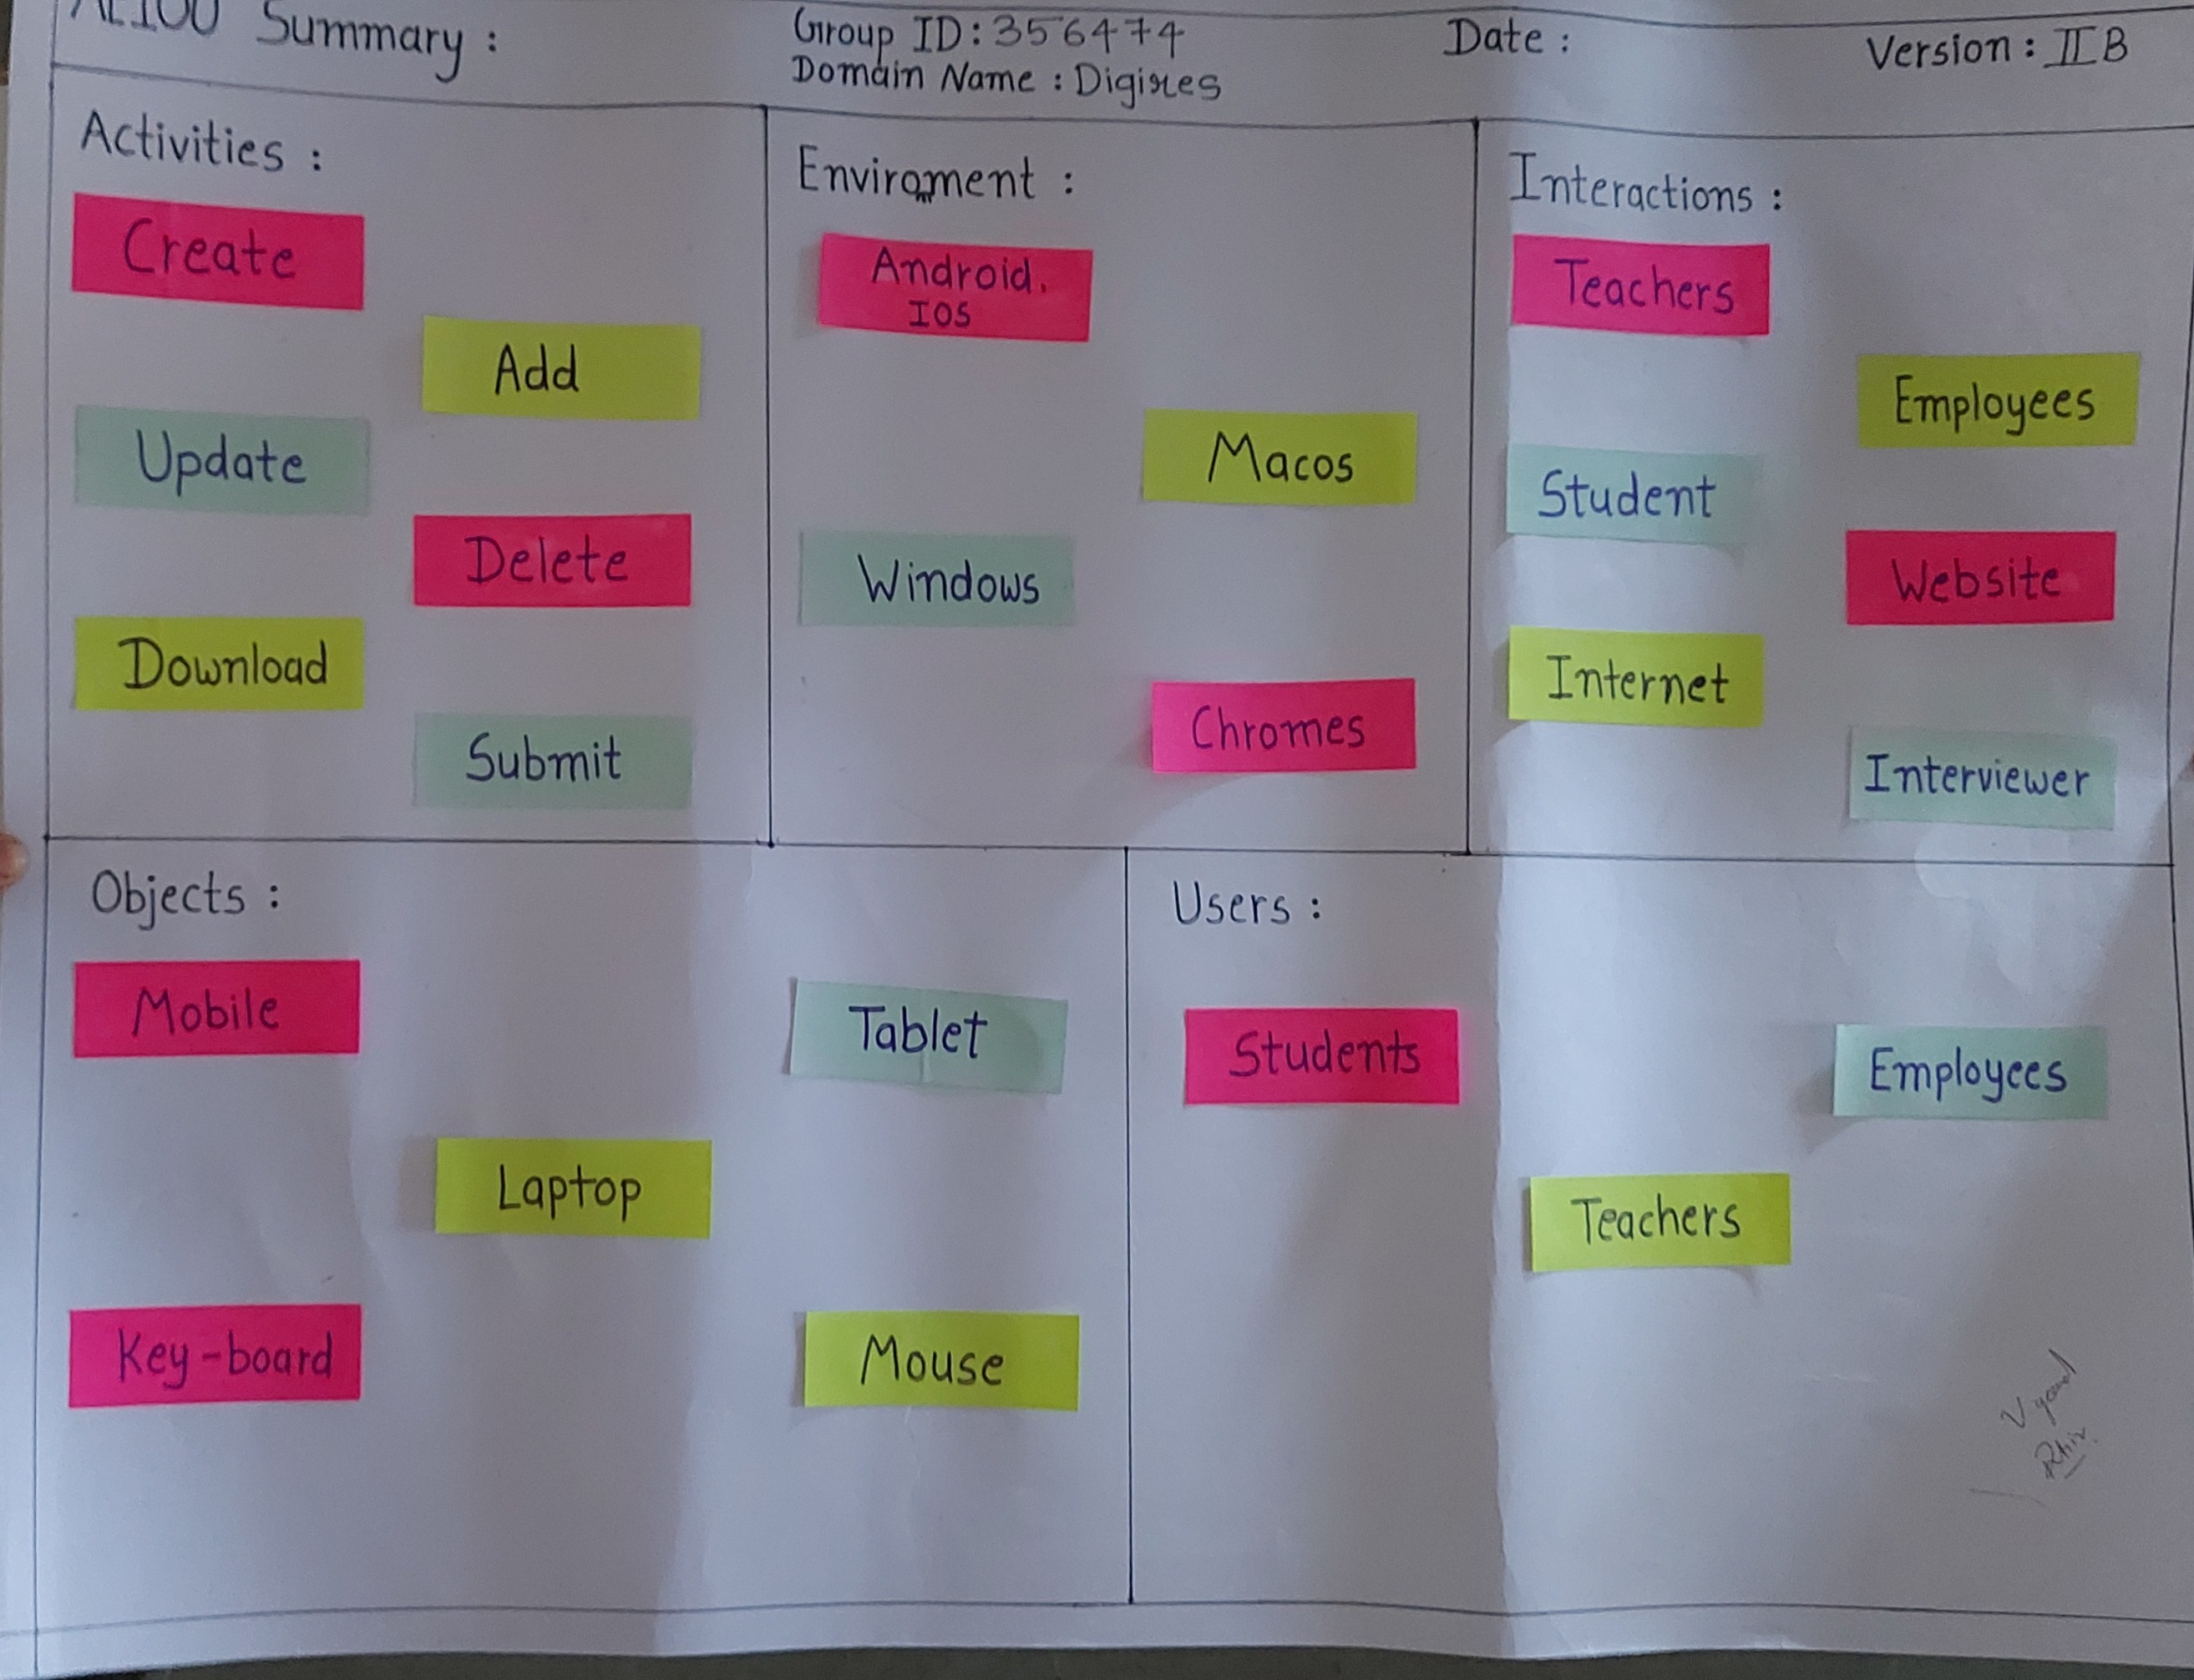 AEIOU Summary :
Group ID: 356474
Domain Name : Digires
Date :
Version : II B
Activities :
Create
Add
Update
Delete
Download
Submit
Enviroment :
Android.
IOS
Macos
Windows
Chromes
Interactions :
Teachers
Employees
Student
Website
Internet
Interviewer
Objects :
Mobile
Tablet
Laptop
Key-board
Mouse
Users :
Students
Employees
Teachers